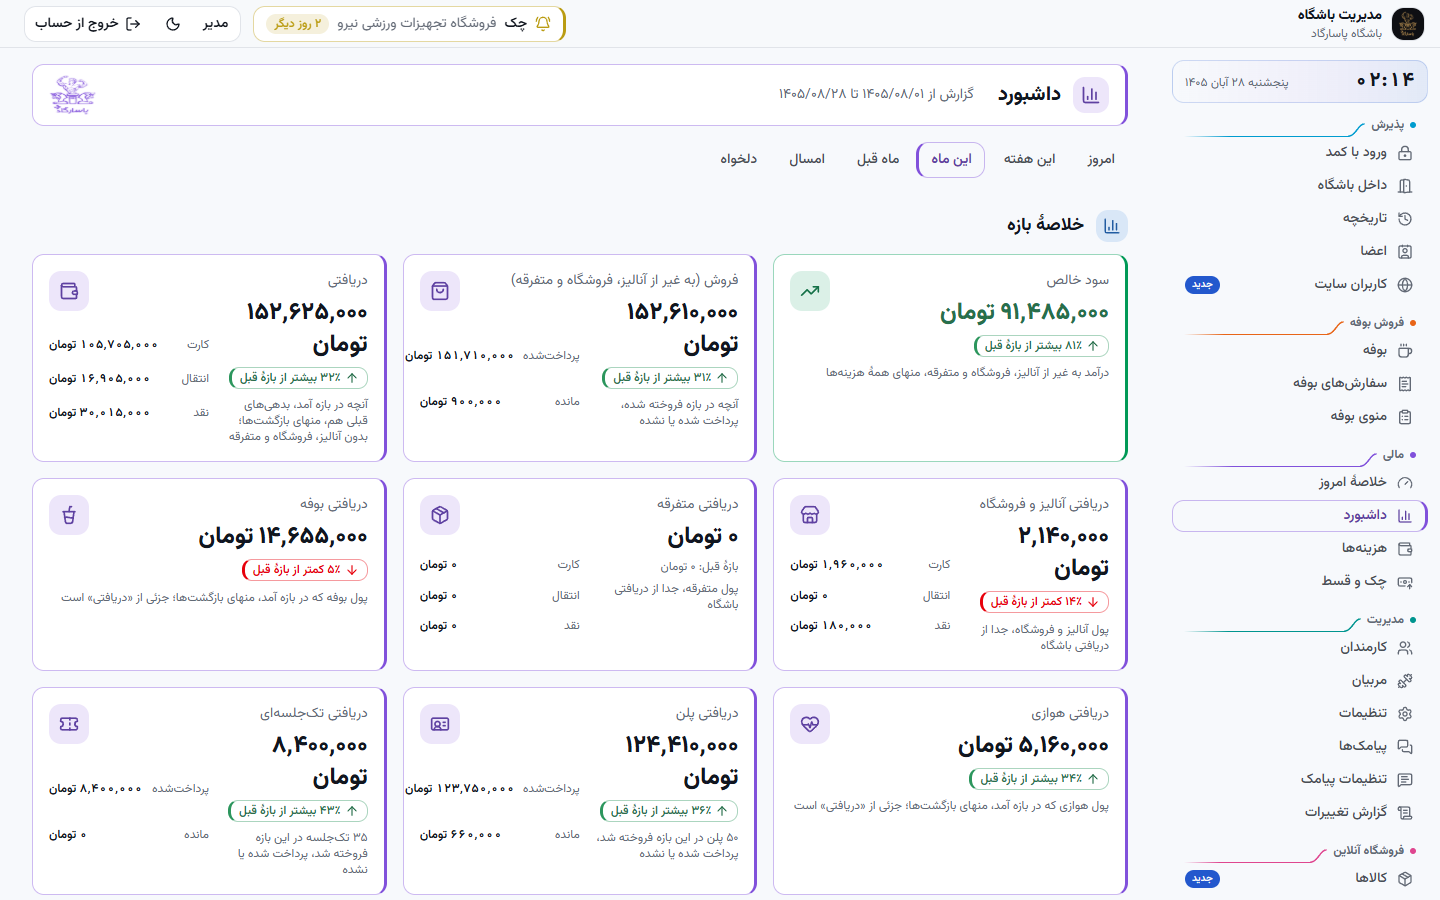 مدیریت باشگاه
باشگاه پاسارگاد
چک فروشگاه تجهیزات ورزشی نیرو ۲ روز دیگر
مدیر
خروج از حساب
۰۲:۱۴
پنجشنبه ۲۸ آبان ۱۴۰۵
پذیرش
ورود با کمد
داخل باشگاه
تاریخچه
اعضا
کاربران سایت جدید
فروش بوفه
بوفه
سفارش‌های بوفه
منوی بوفه
مالی
خلاصهٔ امروز
داشبورد
هزینه‌ها
چک و قسط
مدیریت
کارمندان
مربیان
تنظیمات
پیامک‌ها
تنظیمات پیامک
گزارش تغییرات
فروشگاه آنلاین
کالاها جدید
داشبورد
گزارش از ۱۴۰۵/۰۸/۰۱ تا ۱۴۰۵/۰۸/۲۸
پاسارگاد
امروز این هفته این ماه ماه قبل امسال دلخواه
خلاصهٔ بازه
سود خالص
۹۱,۴۸۵,۰۰۰ تومان
۸۱٪ بیشتر از بازهٔ قبل
درآمد به غیر از آنالیز، فروشگاه و متفرقه، منهای همهٔ هزینه‌ها
فروش (به غیر از آنالیز، فروشگاه و متفرقه)
۱۵۲,۶۱۰,۰۰۰
تومان
۳۱٪ بیشتر از بازهٔ قبل
آنچه در بازه فروخته شده،
پرداخت شده یا نشده
پرداخت‌شده ۱۵۱,۷۱۰,۰۰۰ تومان
مانده ۹۰۰,۰۰۰ تومان
دریافتی
۱۵۲,۶۲۵,۰۰۰
تومان
۳۲٪ بیشتر از بازهٔ قبل
آنچه در بازه آمد، بدهی‌های
قبلی هم، منهای بازگشت‌ها؛
بدون آنالیز، فروشگاه و متفرقه
کارت ۱۰۵,۷۰۵,۰۰۰ تومان
انتقال ۱۶,۹۰۵,۰۰۰ تومان
نقد ۳۰,۰۱۵,۰۰۰ تومان
دریافتی آنالیز و فروشگاه
۲,۱۴۰,۰۰۰
تومان
۱۴٪ کمتر از بازهٔ قبل
پول آنالیز و فروشگاه، جدا از
دریافتی باشگاه
کارت ۱,۹۶۰,۰۰۰ تومان
انتقال ۰ تومان
نقد ۱۸۰,۰۰۰ تومان
دریافتی متفرقه
۰ تومان
بازهٔ قبل: ۰ تومان
پول متفرقه، جدا از دریافتی
باشگاه
کارت ۰ تومان
انتقال ۰ تومان
نقد ۰ تومان
دریافتی بوفه
۱۴,۶۵۵,۰۰۰ تومان
۵٪ کمتر از بازهٔ قبل
پول بوفه که در بازه آمد، منهای بازگشت‌ها؛ جزئی از «دریافتی» است
دریافتی هوازی
۵,۱۶۰,۰۰۰ تومان
۳۴٪ بیشتر از بازهٔ قبل
پول هوازی که در بازه آمد، منهای بازگشت‌ها؛ جزئی از «دریافتی» است
دریافتی پلن
۱۲۴,۴۱۰,۰۰۰
تومان
۳۶٪ بیشتر از بازهٔ قبل
۵۰ پلن در این بازه فروخته شد،
پرداخت شده یا نشده
پرداخت‌شده ۱۲۳,۷۵۰,۰۰۰ تومان
مانده ۶۶۰,۰۰۰ تومان
دریافتی تک‌جلسه‌ای
۸,۴۰۰,۰۰۰
تومان
۴۳٪ بیشتر از بازهٔ قبل
۳۵ تک‌جلسه در این بازه
فروخته شد، پرداخت شده یا
نشده
پرداخت‌شده ۸,۴۰۰,۰۰۰ تومان
مانده ۰ تومان